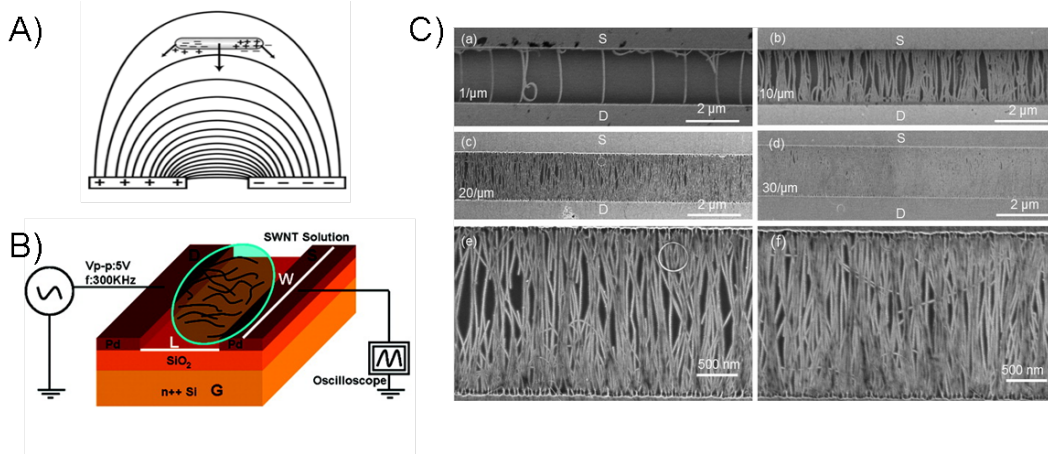 A)
+ + + +
- - - -
B)
Vp-p:5V
f:300KHz
SWNT Solution
W
L
Pd
Pd
SiO2
n++ Si G
Oscilloscope
C)
(a)
S
1/µm
D
2 µm
(b)
S
10/µm
D
2 µm
(c)
S
20/µm
D
2 µm
(d)
S
30/µm
D
2 µm
(e)
500 nm
(f)
500 nm